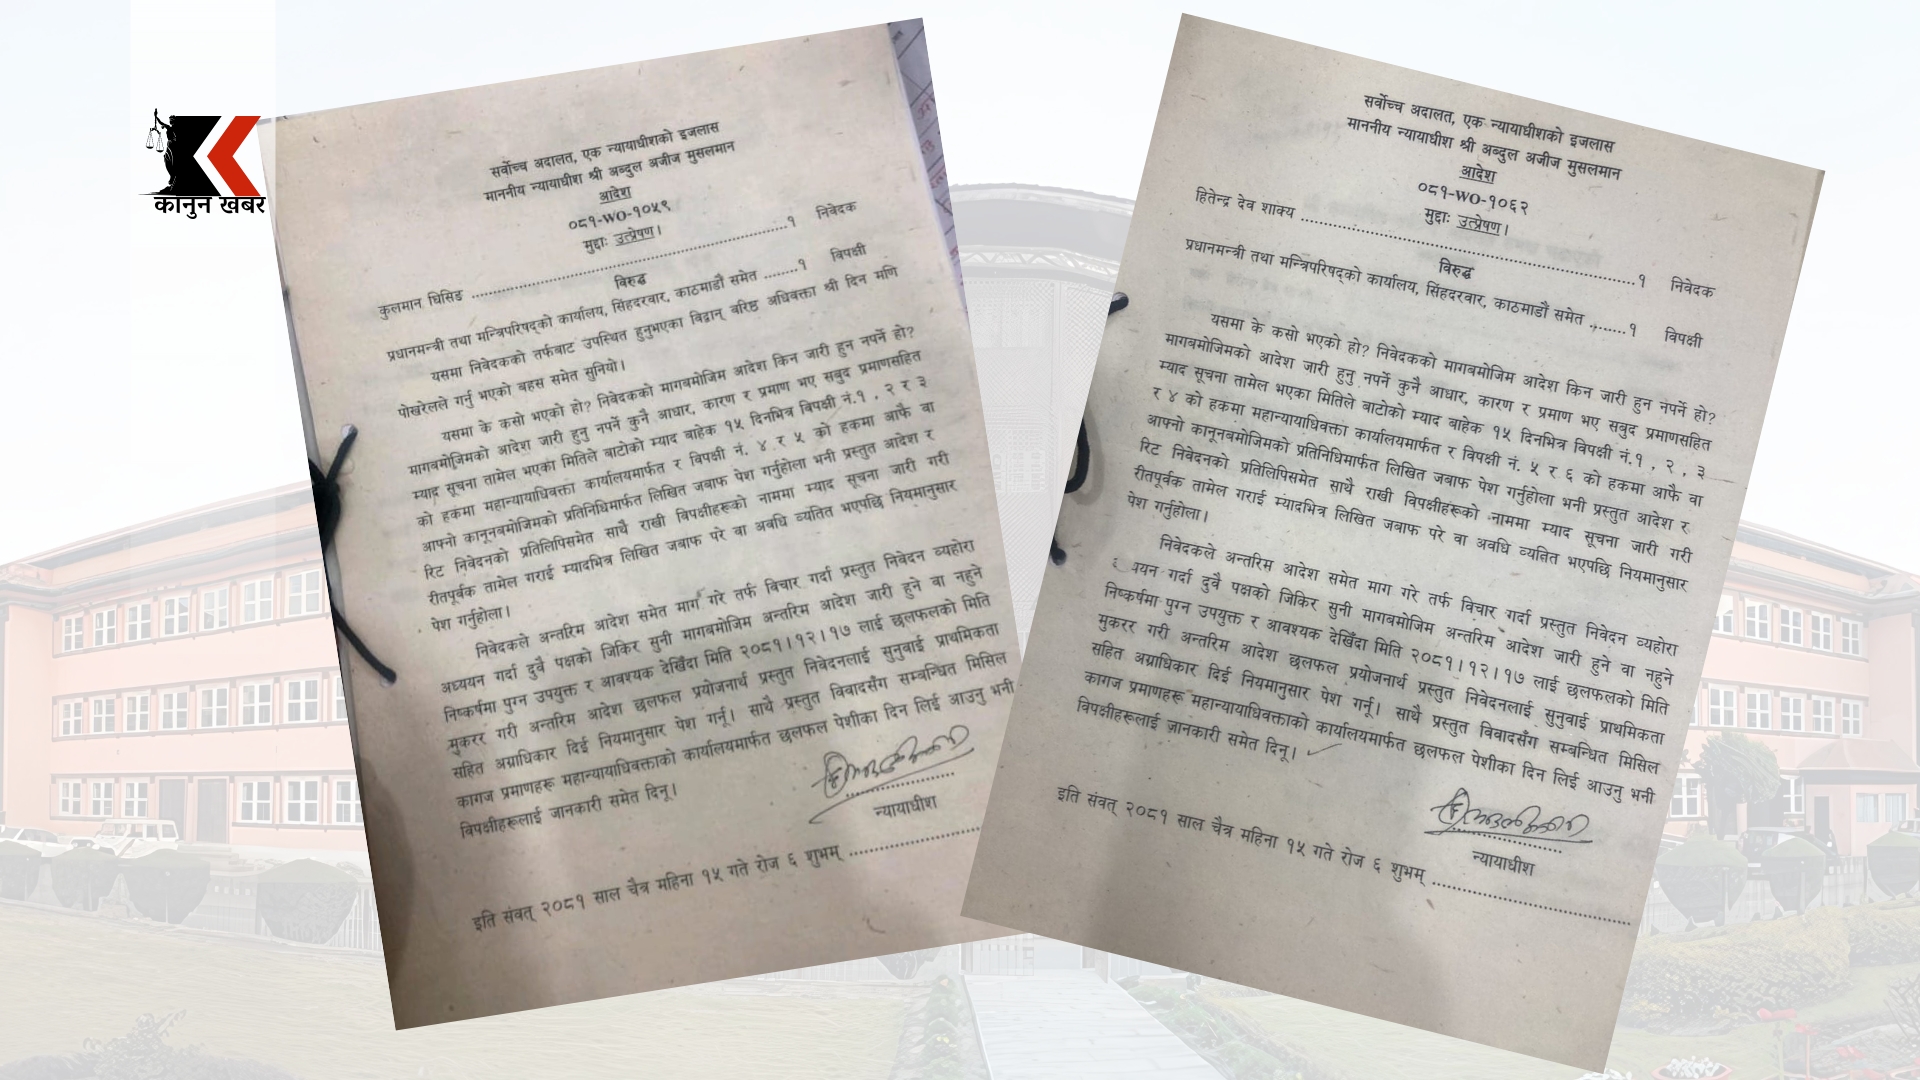 कानुन खबर
सर्वोच्च अदालत, एक न्यायाधीशको इजलास
माननीय न्यायाधीश श्री अब्दुल अजीज मुसलमान
आदेश
०८१-WO-१०५९
मुद्दाः उत्प्रेषण।
कुलमान घिसिङ ........................................................१ निवेदक
विरुद्ध
प्रधानमन्त्री तथा मन्त्रिपरिषद्को कार्यालय, सिंहदरवार, काठमाडौं समेत ........१ विपक्षी
यसमा निवेदकको तर्फबाट उपस्थित हुनुभएका विद्वान् वरिष्ठ अधिवक्ता श्री दिन मणि
पोखरेलले गर्नु भएको बहस समेत सुनियो।
यसमा के कसो भएको हो? निवेदकको मागबमोजिम आदेश किन जारी हुन नपर्ने हो?
मागबमोजिमको आदेश जारी हुनु नपर्ने कुनै आधार, कारण र प्रमाण भए सबुद प्रमाणसहित
म्याद सूचना तामेल भएका मितिले बाटोको म्याद बाहेक १५ दिनभित्र विपक्षी नं.१ , २ र ३
को हकमा महान्यायाधिवक्ता कार्यालयमार्फत र विपक्षी नं. ४ र ५ को हकमा आफै वा
आफ्नो कानूनबमोजिमको प्रतिनिधिमार्फत लिखित जबाफ पेश गर्नुहोला भनी प्रस्तुत आदेश र
रिट निवेदनको प्रतिलिपिसमेत साथै राखी विपक्षीहरूको नाममा म्याद सूचना जारी गरी
रीतपूर्वक तामेल गराई म्यादभित्र लिखित जबाफ परे वा अवधि व्यतित भएपछि नियमानुसार
पेश गर्नुहोला।
निवेदकले अन्तरिम आदेश समेत माग गरे तर्फ विचार गर्दा प्रस्तुत निवेदन व्यहोरा
अध्ययन गर्दा दुवै पक्षको जिकिर सुनी मागबमोजिम अन्तरिम आदेश जारी हुने वा नहुने
निष्कर्षमा पुग्न उपयुक्त र आवश्यक देखिँदा मिति २०८१।१२।१७ लाई छलफलको मिति
मुकरर गरी अन्तरिम आदेश छलफल प्रयोजनार्थ प्रस्तुत निवेदनलाई सुनुवाई प्राथमिकता
सहित अग्राधिकार दिई नियमानुसार पेश गर्नू। साथै प्रस्तुत विवादसँग सम्बन्धित मिसिल
कागज प्रमाणहरू महान्यायाधिवक्ताको कार्यालयमार्फत छलफल पेशीका दिन लिई आउनु भनी
विपक्षीहरूलाई जानकारी समेत दिनू।
न्यायाधीश
इति संवत् २०८१ साल चैत्र महिना १५ गते रोज ६ शुभम् ....................
सर्वोच्च अदालत, एक न्यायाधीशको इजलास
माननीय न्यायाधीश श्री अब्दुल अजीज मुसलमान
आदेश
०८१-WO-१०६२
मुद्दाः उत्प्रेषण।
हितेन्द्र देव शाक्य ........................................................१ निवेदक
विरुद्ध
प्रधानमन्त्री तथा मन्त्रिपरिषद्को कार्यालय, सिंहदरवार, काठमाडौं समेत ........१ विपक्षी
यसमा के कसो भएको हो? निवेदकको मागबमोजिम आदेश किन जारी हुन नपर्ने हो?
मागबमोजिमको आदेश जारी हुनु नपर्ने कुनै आधार, कारण र प्रमाण भए सबुद प्रमाणसहित
म्याद सूचना तामेल भएका मितिले बाटोको म्याद बाहेक १५ दिनभित्र विपक्षी नं.१ , २ , ३
र ४ को हकमा महान्यायाधिवक्ता कार्यालयमार्फत र विपक्षी नं. ५ र ६ को हकमा आफै वा
आफ्नो कानूनबमोजिमको प्रतिनिधिमार्फत लिखित जबाफ पेश गर्नुहोला भनी प्रस्तुत आदेश र
रिट निवेदनको प्रतिलिपिसमेत साथै राखी विपक्षीहरूको नाममा म्याद सूचना जारी गरी
रीतपूर्वक तामेल गराई म्यादभित्र लिखित जबाफ परे वा अवधि व्यतित भएपछि नियमानुसार
पेश गर्नुहोला।
निवेदकले अन्तरिम आदेश समेत माग गरे तर्फ विचार गर्दा प्रस्तुत निवेदन व्यहोरा
गर्दा दुवै पक्षको जिकिर सुनी मागबमोजिम अन्तरिम आदेश जारी हुने वा नहुने
निष्कर्षमा पुग्न उपयुक्त र आवश्यक देखिँदा मिति २०८१।१२।१७ लाई छलफलको मिति
मुकरर गरी अन्तरिम आदेश छलफल प्रयोजनार्थ प्रस्तुत निवेदनलाई सुनुवाई प्राथमिकता
सहित अग्राधिकार दिई नियमानुसार पेश गर्नू। साथै प्रस्तुत विवादसँग सम्बन्धित मिसिल
कागज प्रमाणहरू महान्यायाधिवक्ताको कार्यालयमार्फत छलफल पेशीका दिन लिई आउनु भनी
विपक्षीहरूलाई जानकारी समेत दिनू।
न्यायाधीश
इति संवत् २०८१ साल चैत्र महिना १५ गते रोज ६ शुभम् ..............................